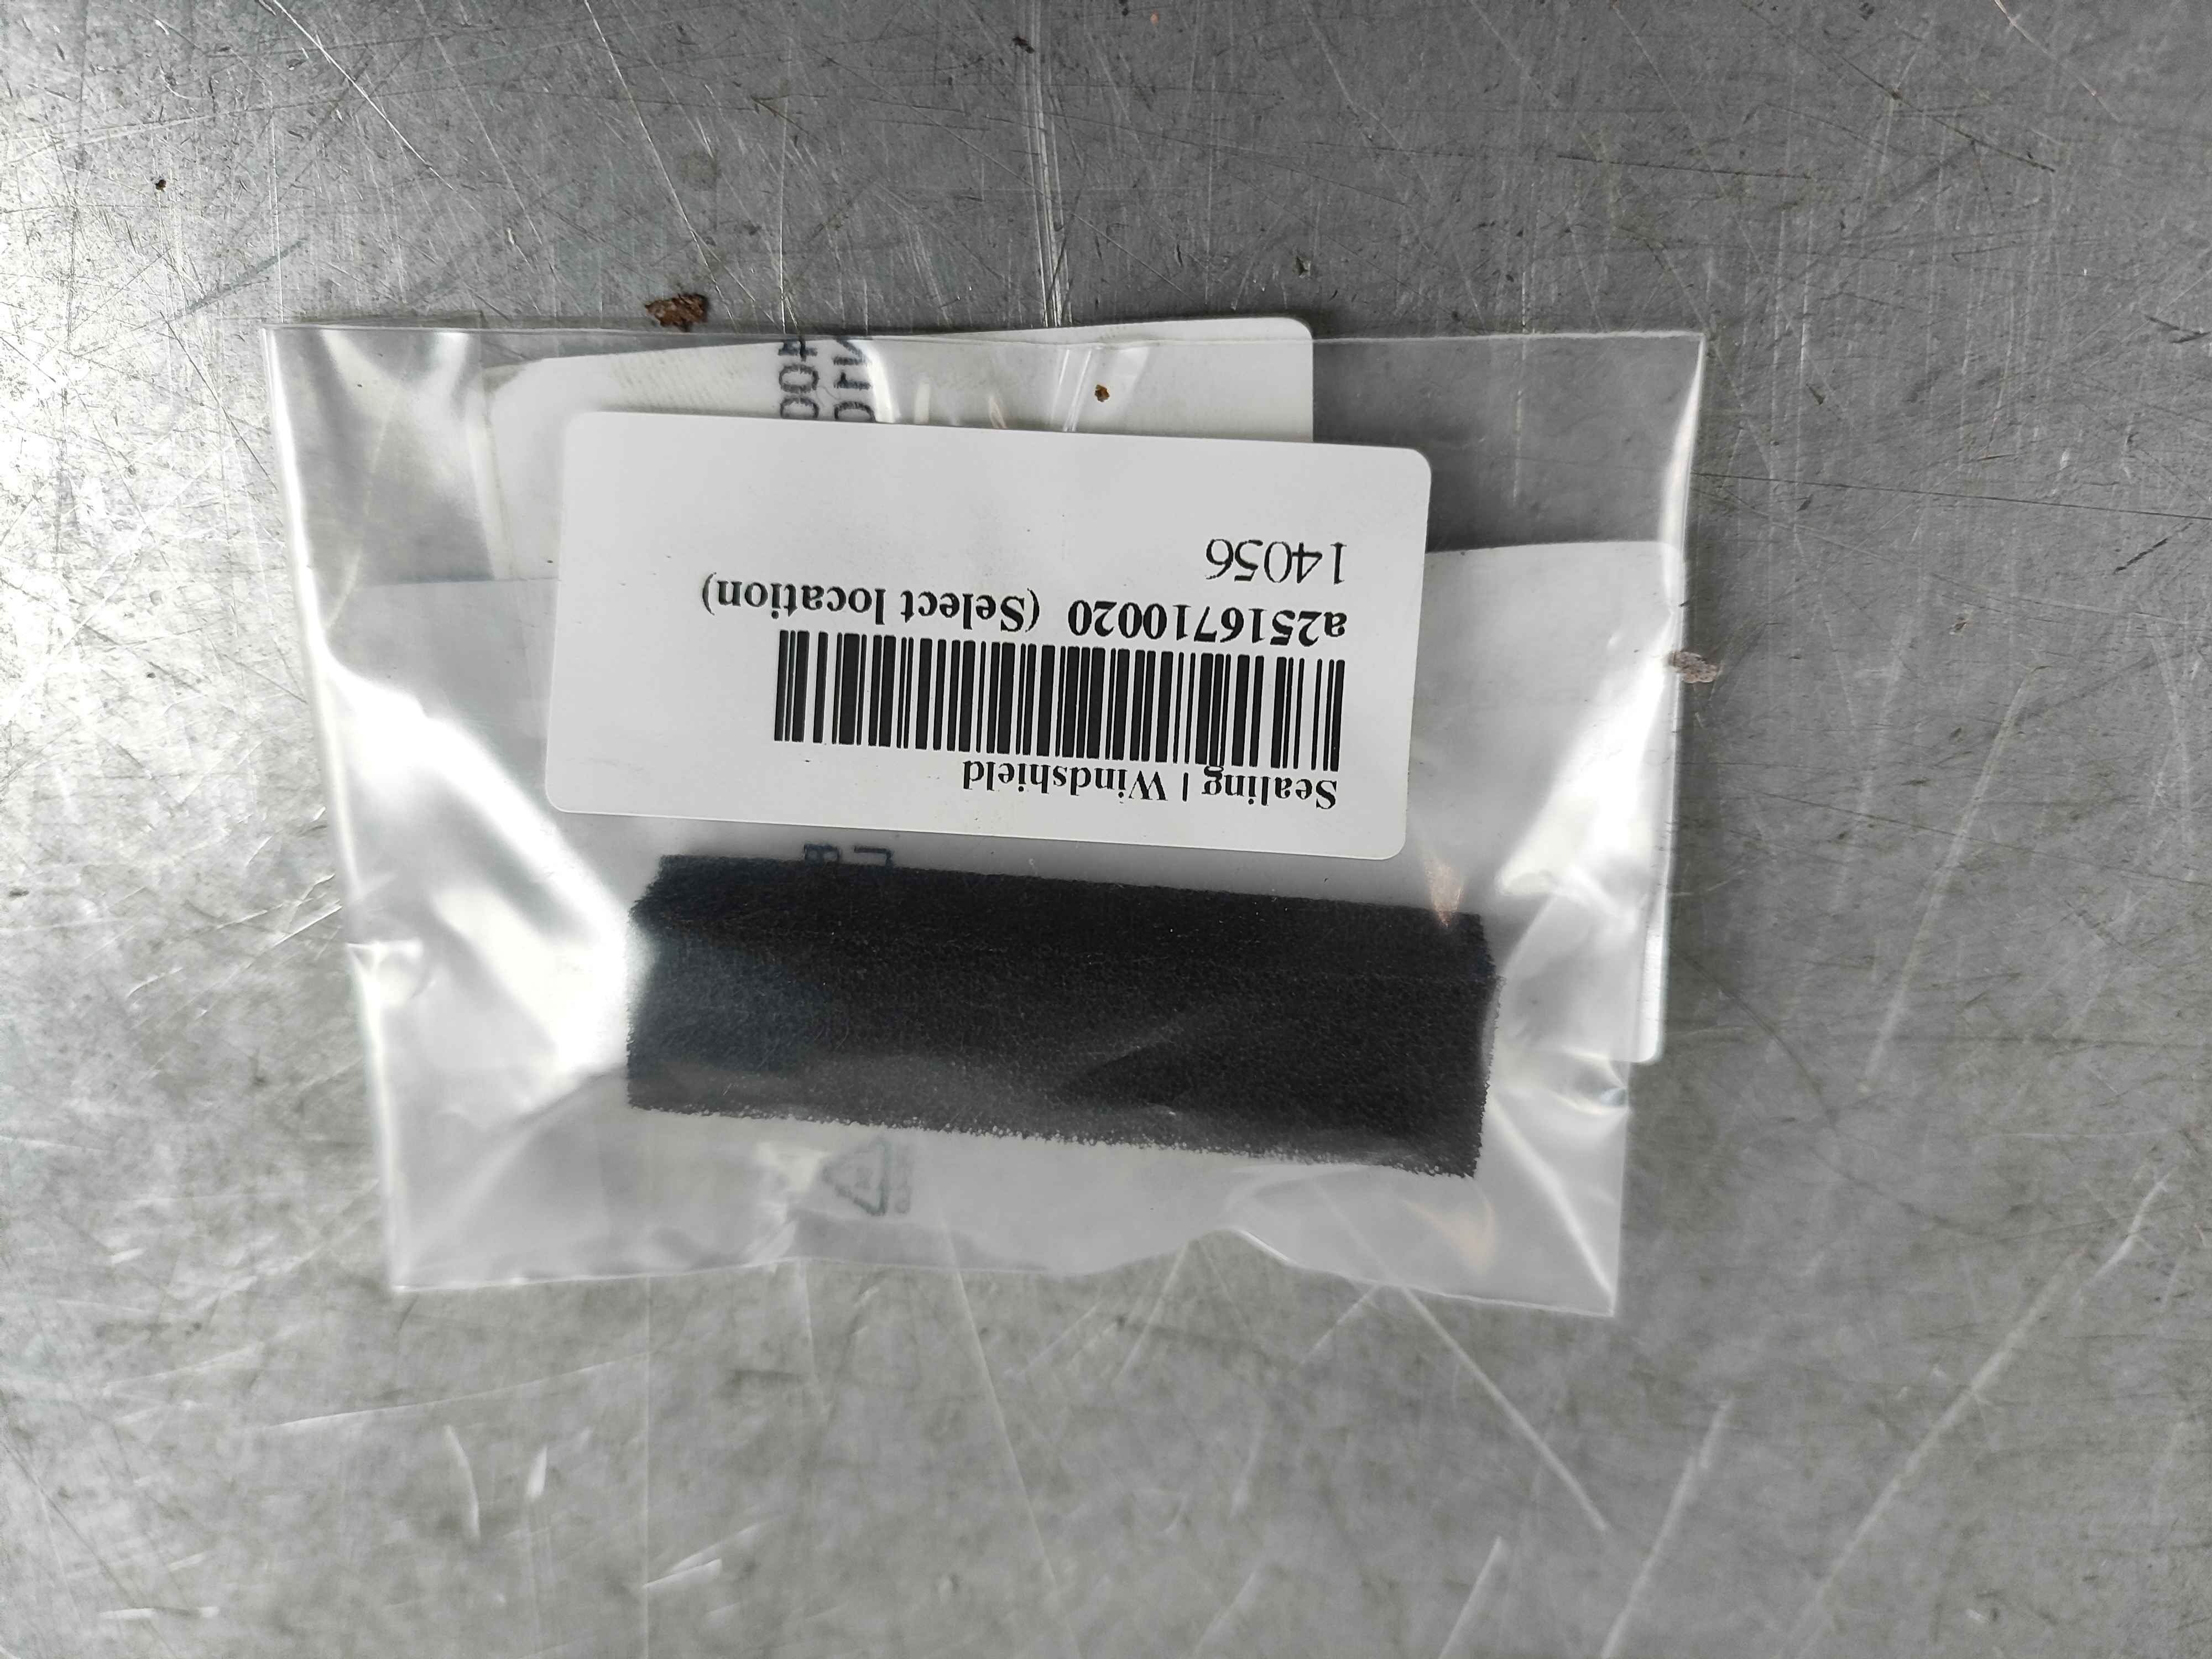 Sealing | Windshield
a2516710020 (Select location)
14056